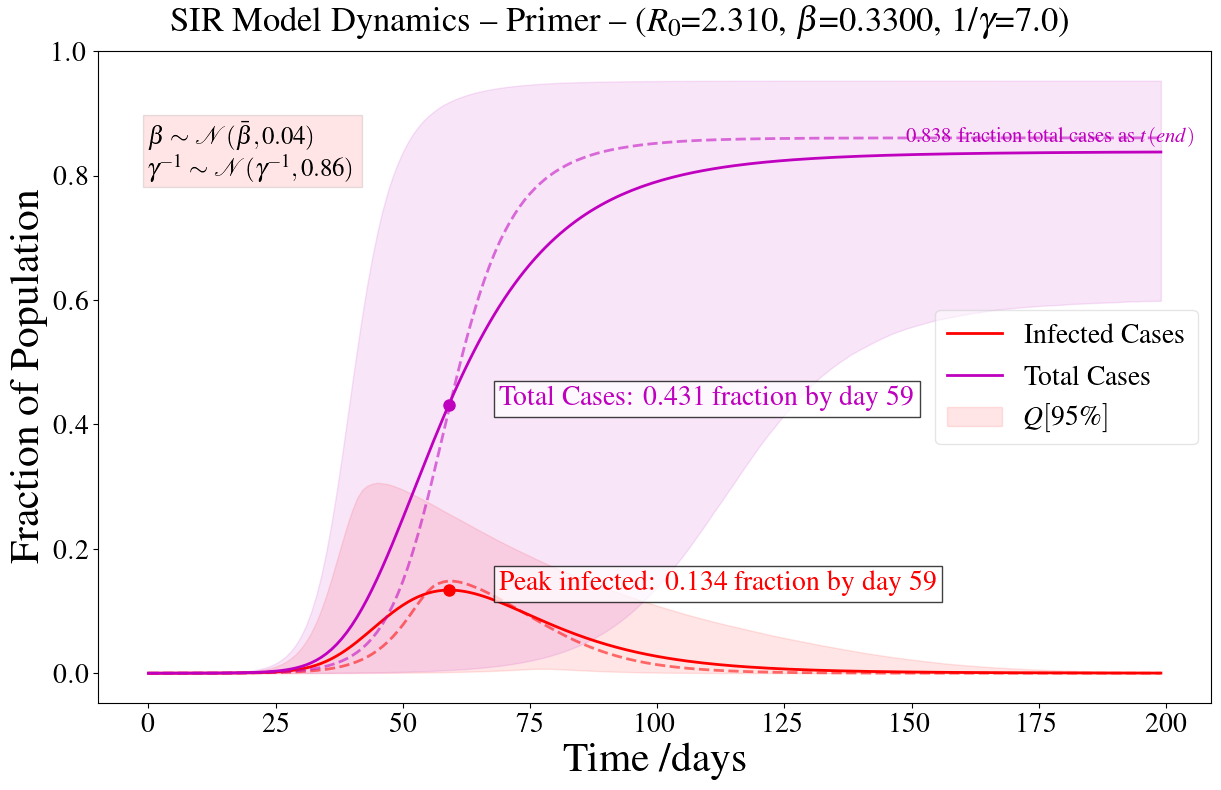 SIR Model Dynamics – Primer – (R₀=2.310, β=0.3300, 1/γ=7.0)
Fraction of Population
1.0
0.8
0.6
0.4
0.2
0.0
β ∼ 𝒩(β̄, 0.04)
γ⁻¹ ∼ 𝒩(γ⁻¹, 0.86)
0.838 fraction total cases as t(end)
Infected Cases
Total Cases
Q[95%]
Total Cases: 0.431 fraction by day 59
Peak infected: 0.134 fraction by day 59
0 25 50 75 100 125 150 175 200
Time /days